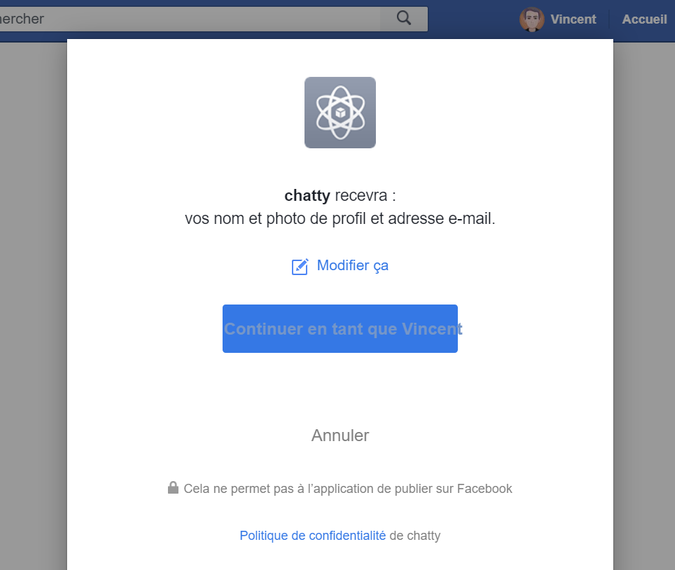 ercher
Vincent
Accueil
chatty recevra :
vos nom et photo de profil et adresse e-mail.
Modifier ça
Continuer en tant que Vincent
Annuler
Cela ne permet pas à l'application de publier sur Facebook
Politique de confidentialité de chatty